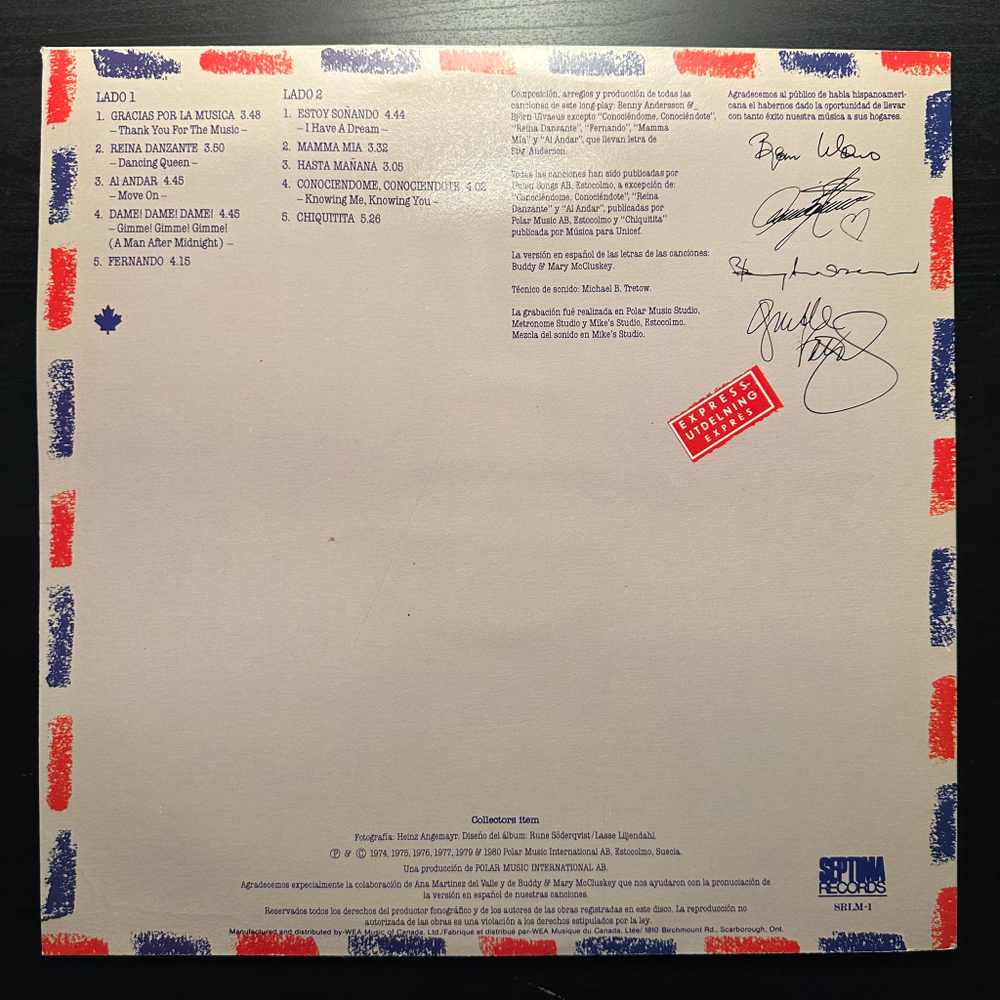 LADO 1
1. GRACIAS POR LA MUSICA 3.48
– Thank You For The Music –
2. REINA DANZANTE 3.50
– Dancing Queen –
3. Al ANDAR 4.45
– Move On –
4. DAME! DAME! DAME! 4.45
– Gimme! Gimme! Gimme!
(A Man After Midnight) –
5. FERNANDO 4.15
LADO 2
1. ESTOY SOÑANDO 4.44
– I Have A Dream –
2. MAMMA MIA 3.32
3. HASTA MAÑANA 3.05
4. CONOCIENDOME, CONOCIENDOTE 4.02
– Knowing Me, Knowing You –
5. CHIQUITITA 5.26
Composición, arreglos y producción de todas las
canciones de este long-play: Benny Andersson &
Björn Ulvaeus excepto “Conociéndome, Conociéndote”,
“Reina Danzante”, “Fernando”, “Mamma
Mia” y “Al Andar”, que llevan letra de
Stig Anderson.
Todas las canciones han sido publicadas por
Union Songs AB, Estocolmo, a excepción de:
“Conociéndome, Conociéndote”, “Reina
Danzante” y “Al Andar”, publicadas por
Polar Music AB, Estocolmo y “Chiquitita”
publicada por Música para Unicef.
La versión en español de las letras de las canciones:
Buddy & Mary McCluskey.
Técnico de sonido: Michael B. Tretow.
La grabación fué realizada en Polar Music Studio,
Metronome Studio y Mike's Studio, Estocolmo.
Mezcla del sonido en Mike's Studio.
Agradecemos al público de habla hispanoameri-
cana el habernos dado la oportunidad de llevar
con tanto éxito nuestra música a sus hogares.
EXPRESS-
UTDELNING
EXPRÈS
Collectors item
Fotografía: Heinz Angemayr. Diseño del álbum: Rune Söderqvist/Lasse Liljendahl.
Ⓟ & © 1974, 1975, 1976, 1977, 1979 & 1980 Polar Music International AB, Estocolmo, Suecia.
Una producción de POLAR MUSIC INTERNATIONAL AB.
Agradecemos expecialmente la colaboración de Ana Martinez del Valle y de Buddy & Mary McCluskey que nos ayudaron con la pronunciación de
la versión en español de nuestras canciones.
Reservados todos los derechos del productor fonográfico y de los autores de las obras registradas en este disco. La reproducción no
autorizada de las obras es una violación a los derechos estipulados por la ley.
Manufactured and distributed by-WEA Music of Canada, Ltd./Fabriqué et distribué par-WEA Musique du Canada, Ltee/ 1810 Birchmount Rd., Scarborough, Ont.
SEPTIMA
RECORDS
SRLM-1